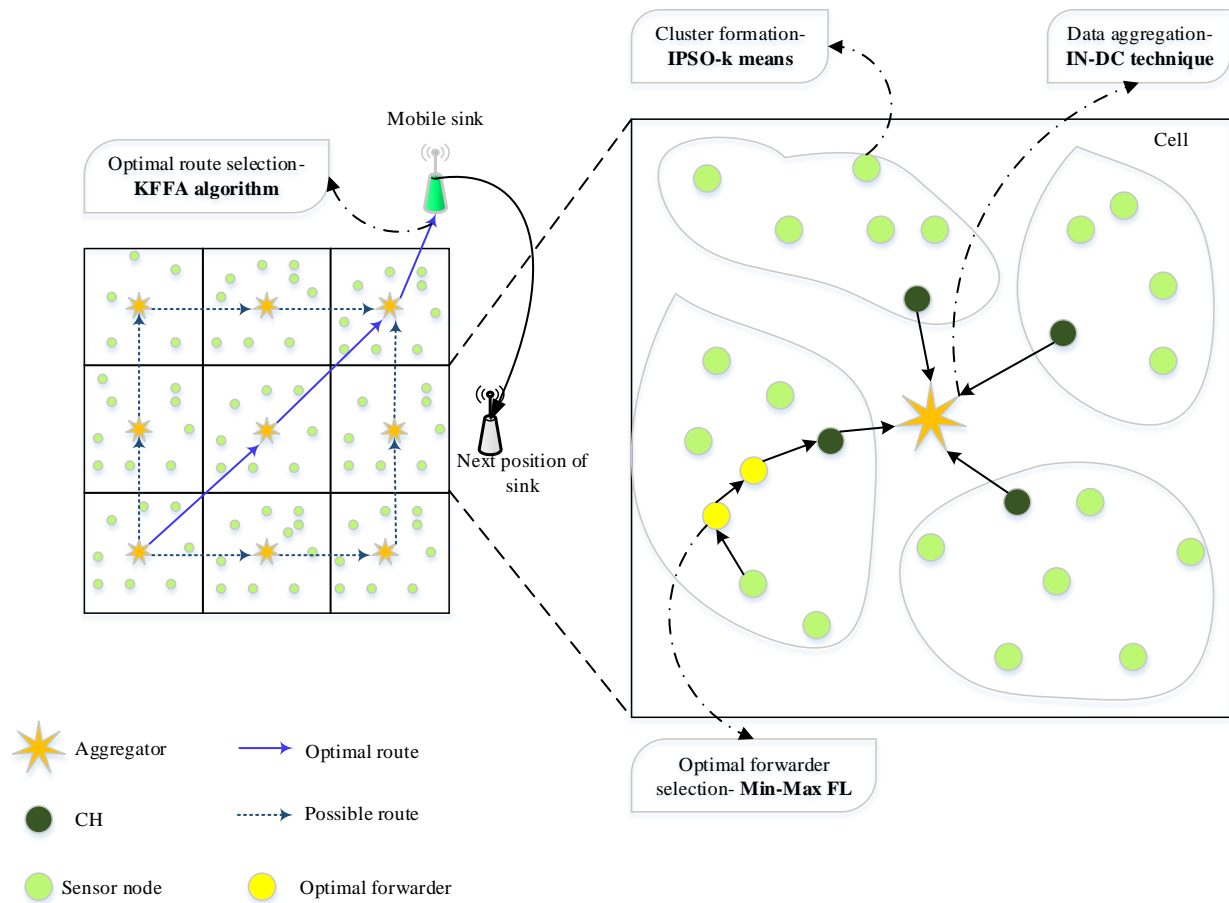 Cluster formation-
IPSO-k means
Data aggregation-
IN-DC technique
Mobile sink
Optimal route selection-
KFFA algorithm
Cell
Next position of
sink
Optimal forwarder
selection- Min-Max FL
Aggregator
Optimal route
CH
Possible route
Sensor node
Optimal forwarder